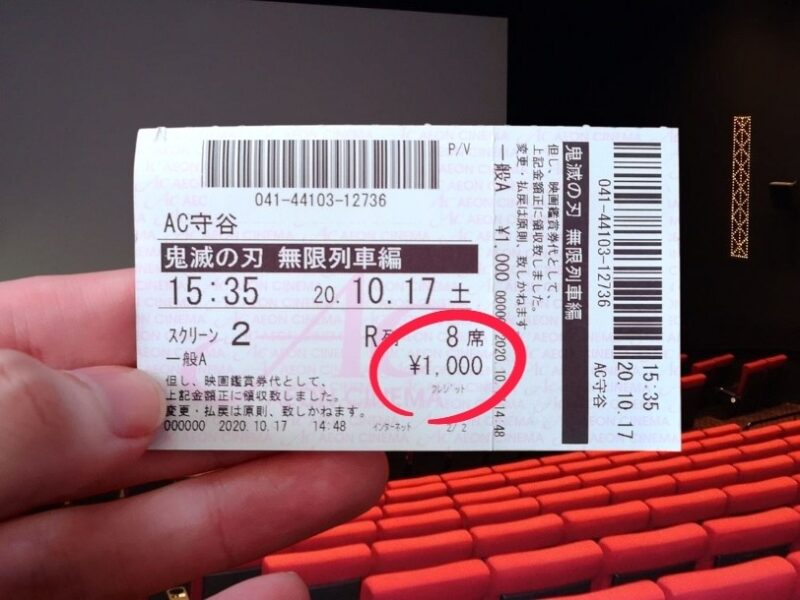 P/V
041-44103-12736
AC守谷
鬼滅の刃 無限列車編
15:35 20.10.17 土
スクリーン 2 R列 8席
一般A ¥1,000
クレジット
但し、映画鑑賞券代として、
上記金額正に領収致しました。
変更・払戻は原則、致しかねます。
000000 2020.10.17 14:48 インターネット 2/2
AEON CINEMA
一般A ¥1,000
000000 2020.10.17 14:48
但し、映画鑑賞券代として、
上記金額正に領収致しました。
変更・払戻は原則、致しかねます
鬼滅の刃 無限列車編
041-44103-12736
AC守谷
15:35
20.10.17